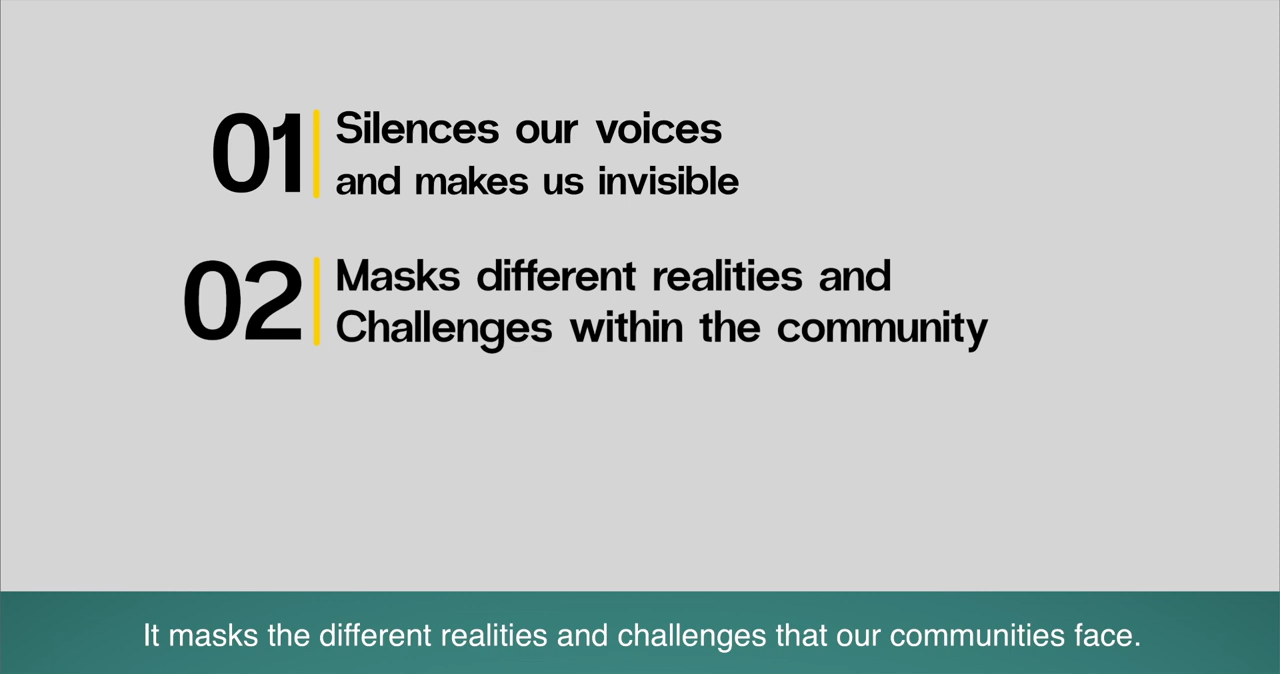 01
Silences our voices
and makes us invisible
02
Masks different realities and
Challenges within the community
It masks the different realities and challenges that our communities face.